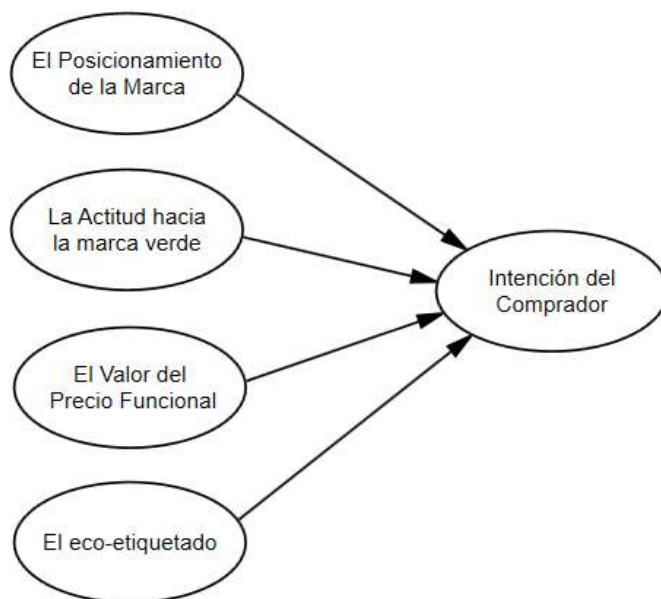 El Posicionamiento
de la Marca
La Actitud hacia
la marca verde
Intención del
Comprador
El Valor del
Precio Funcional
El eco-etiquetado